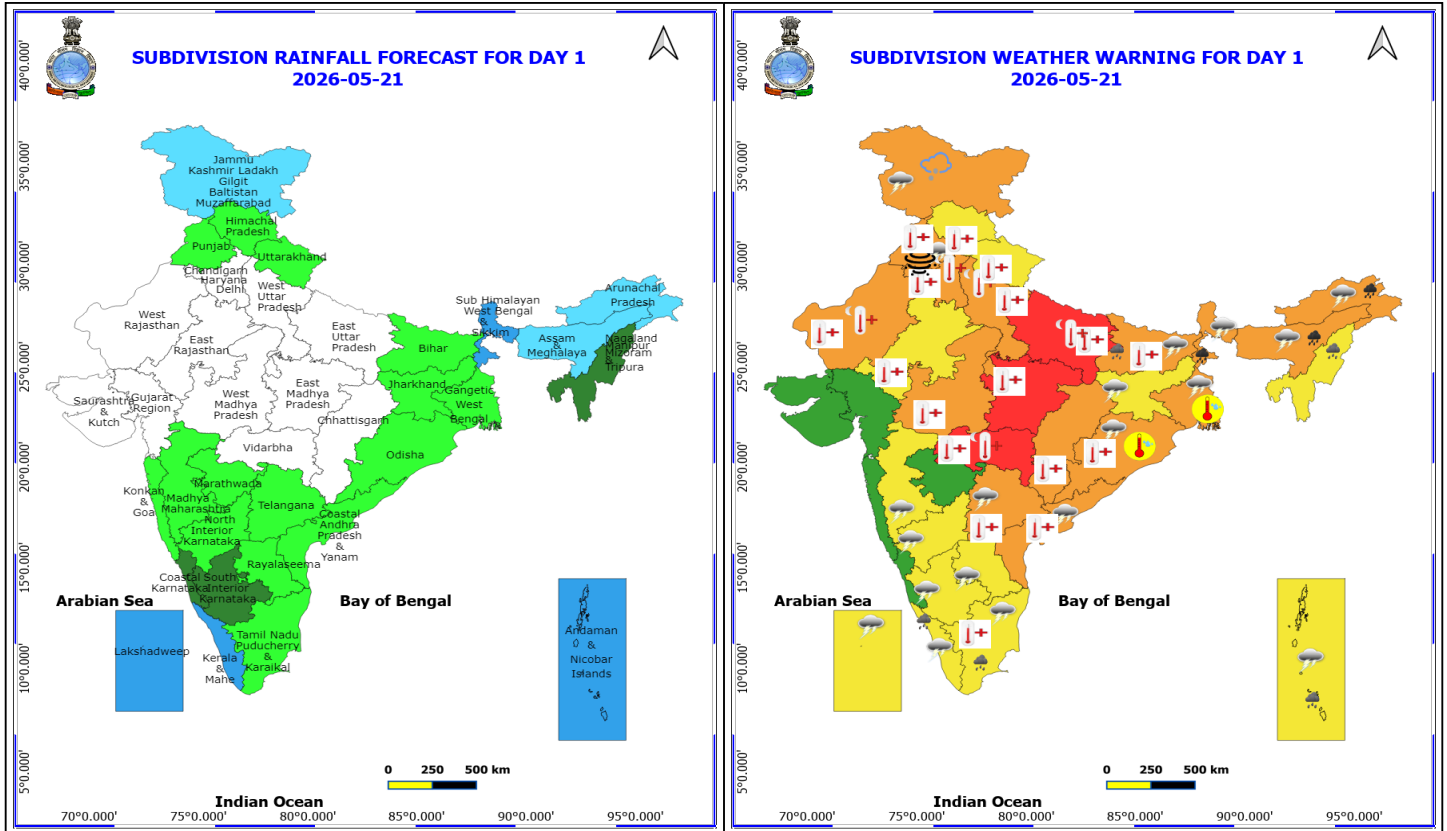 SUBDIVISION RAINFALL FORECAST FOR DAY 1
2026-05-21
40°0.000'
35°0.000'
30°0.000'
25°0.000'
20°0.000'
15°0.000'
10°0.000'
5°0.000'
Jammu
Kashmir Ladakh
Gilgit
Baltistan
Muzaffarabad
Himachal
Pradesh
Punjab
Uttarakhand
Chandigarh
Haryana
Delhi
West
Uttar
Pradesh
West
Rajasthan
East
Rajasthan
East
Uttar
Pradesh
Sub Himalayan
West Bengal
&
Sikkim
Arunachal
Pradesh
Assam
&
Meghalaya
Nagaland
Manipur
Mizoram
&
Tripura
Bihar
Jharkhand
Gangetic
West
Bengal
Saurashtra
&
Kutch
Gujarat
Region
West
Madhya
Pradesh
East
Madhya
Pradesh
Chhattisgarh
Vidarbha
Odisha
Konkan
&
Goa
Marathwada
Madhya
Maharashtra
Telangana
North
Interior
Karnataka
Coastal
Andhra
Pradesh
&
Yanam
Rayalaseema
Coastal
Karnataka
South
Interior
Karnataka
Tamil Nadu
Puducherry
&
Karaikal
Kerala
&
Mahe
Lakshadweep
Andaman
&
Nicobar
Islands
Arabian Sea
Bay of Bengal
Indian Ocean
0 250 500 km
70°0.000' 75°0.000' 80°0.000' 85°0.000' 90°0.000' 95°0.000'
SUBDIVISION WEATHER WARNING FOR DAY 1
2026-05-21
40°0.000'
35°0.000'
30°0.000'
25°0.000'
20°0.000'
15°0.000'
10°0.000'
5°0.000'
Arabian Sea
Bay of Bengal
Indian Ocean
0 250 500 km
70°0.000' 75°0.000' 80°0.000' 85°0.000' 90°0.000' 95°0.000'